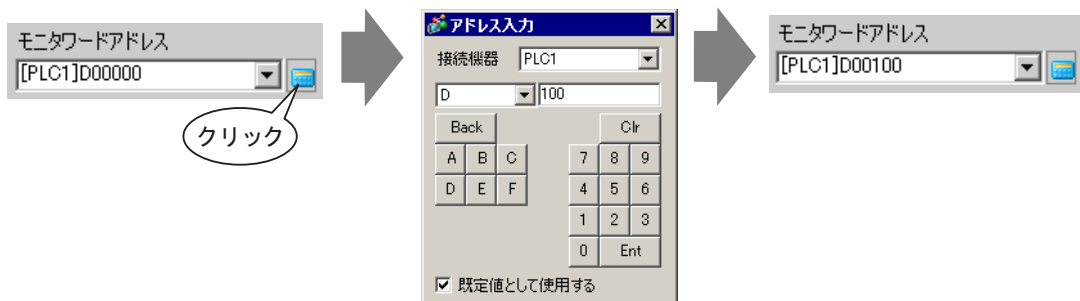 モニタワードアドレス
[PLC1]D00000
クリック
アドレス入力
接続機器 PLC1
D 100
Back Clr
A B C 7 8 9
D E F 4 5 6
1 2 3
0 Ent
既定値として使用する
モニタワードアドレス
[PLC1]D00100